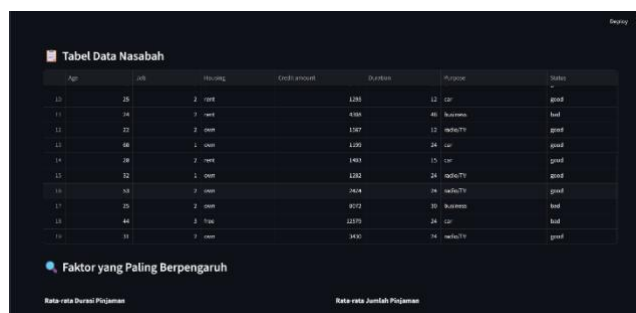 Deploy
Tabel Data Nasabah
Age Job Housing Credit amount Duration Purpose Status
10 25 2 rent 1295 12 car good
11 24 2 rent 4308 48 business bad
12 22 2 own 1567 12 radio/TV good
13 60 1 own 1199 24 car good
14 28 2 rent 1403 15 car good
15 32 1 own 1282 24 radio/TV good
16 53 2 own 2424 24 radio/TV good
17 25 2 own 8072 30 business bad
18 44 3 free 12579 24 car bad
19 31 2 own 3430 24 radio/TV good
Faktor yang Paling Berpengaruh
Rata-rata Durasi Pinjaman Rata-rata Jumlah Pinjaman